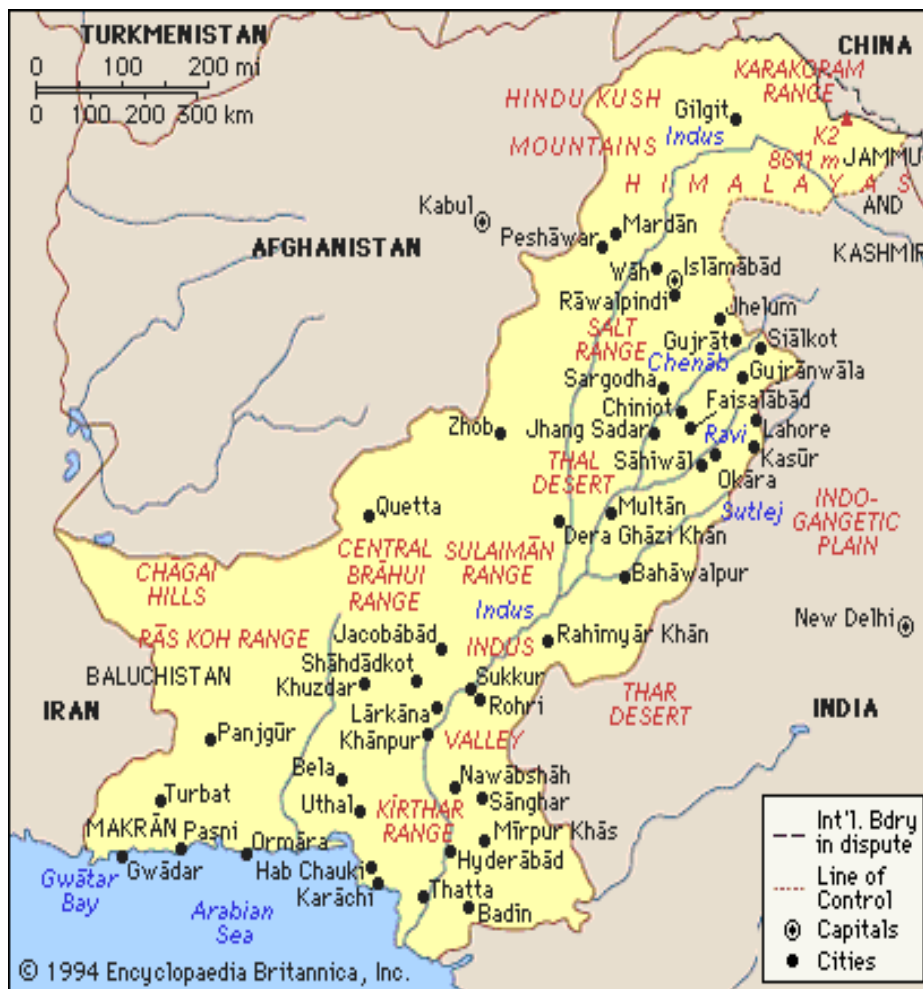 TURKMENISTAN
CHINA
0 100 200 mi
0 100 200 300 km
KARAKORAM
RANGE
HINDU KUSH
MOUNTAINS
Gilgit
Indus
K2
8611 m
JAMMU
HIMALAYAS
AND
KASHMIR
Kabul
AFGHANISTAN
Mardān
Peshāwar
Wāh
Islāmābād
Rāwalpindi
Jhelum
SALT
RANGE
Gujrāt
Siālkot
Chenāb
Gujrānwāla
Sargodha
Faisalābād
Chiniot
Zhob
Jhang Sadar
Ravi
Lahore
THAL
DESERT
Sāhiwāl
Kasūr
Okāra
Quetta
Multān
Sutlej
INDO-
GANGETIC
PLAIN
Dera Ghāzi Khān
CHĀGAI
HILLS
CENTRAL
BRĀHUI
RANGE
SULAIMĀN
RANGE
Bahāwalpur
Indus
New Delhi
RĀS KOH RANGE
Jacobābād
INDUS
Rahimyār Khān
BALUCHISTAN
Shāhdādkot
Khuzdar
Sukkur
Rohri
THAR
DESERT
IRAN
INDIA
Lārkāna
Khānpur
VALLEY
Panjgūr
Bela
Nawābshāh
Turbat
Uthal
Sānghar
KĪRTHAR
RANGE
MAKRĀN
Pasni
Ormāra
Mīrpur Khās
Gwādar
Hab Chauki
Hyderābād
Gwātar
Bay
Karāchi
Thatta
Arabian
Sea
Badīn
Int'l. Bdry
in dispute
Line of
Control
Capitals
Cities
© 1994 Encyclopaedia Britannica, Inc.